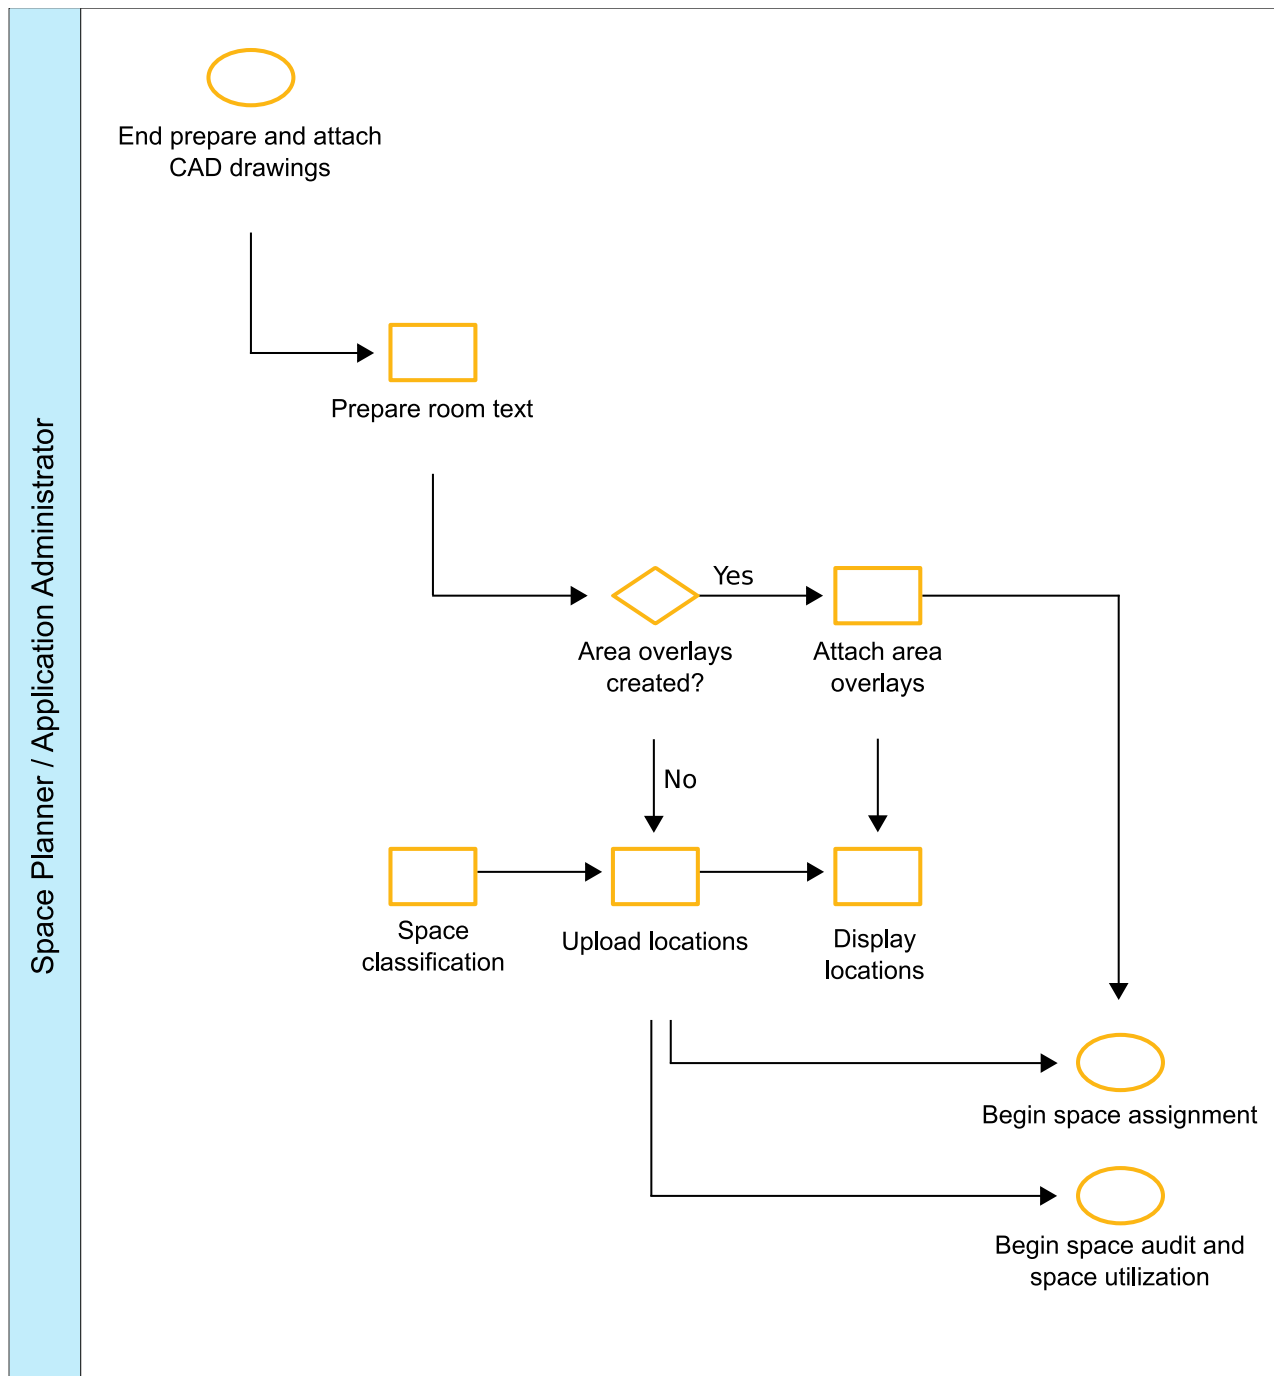 Space Planner / Application Administrator
End prepare and attach
CAD drawings
Prepare room text
Yes
Area overlays
created?
Attach area
overlays
No
Space
classification
Upload locations
Display
locations
Begin space assignment
Begin space audit and
space utilization